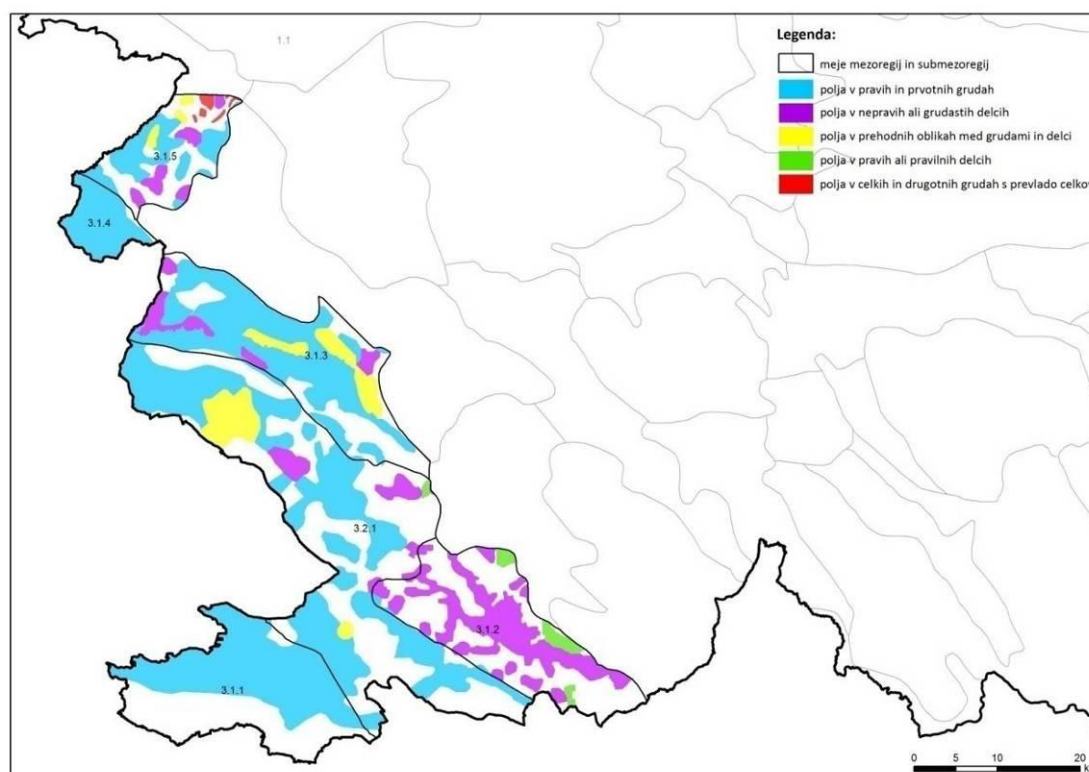 1.1
Legenda:
meje mezoregij in submezoregij
polja v pravih in prvotnih grudah
polja v nepravih ali grudastih delcih
polja v prehodnih oblikah med grudami in delci
polja v pravih ali pravilnih delcih
polja v celkih in drugotnih grudah s prevlado celkov
3.1.5
3.1.4
3.1.3
3.2.1
3.1.2
3.1.1
0 5 10 20